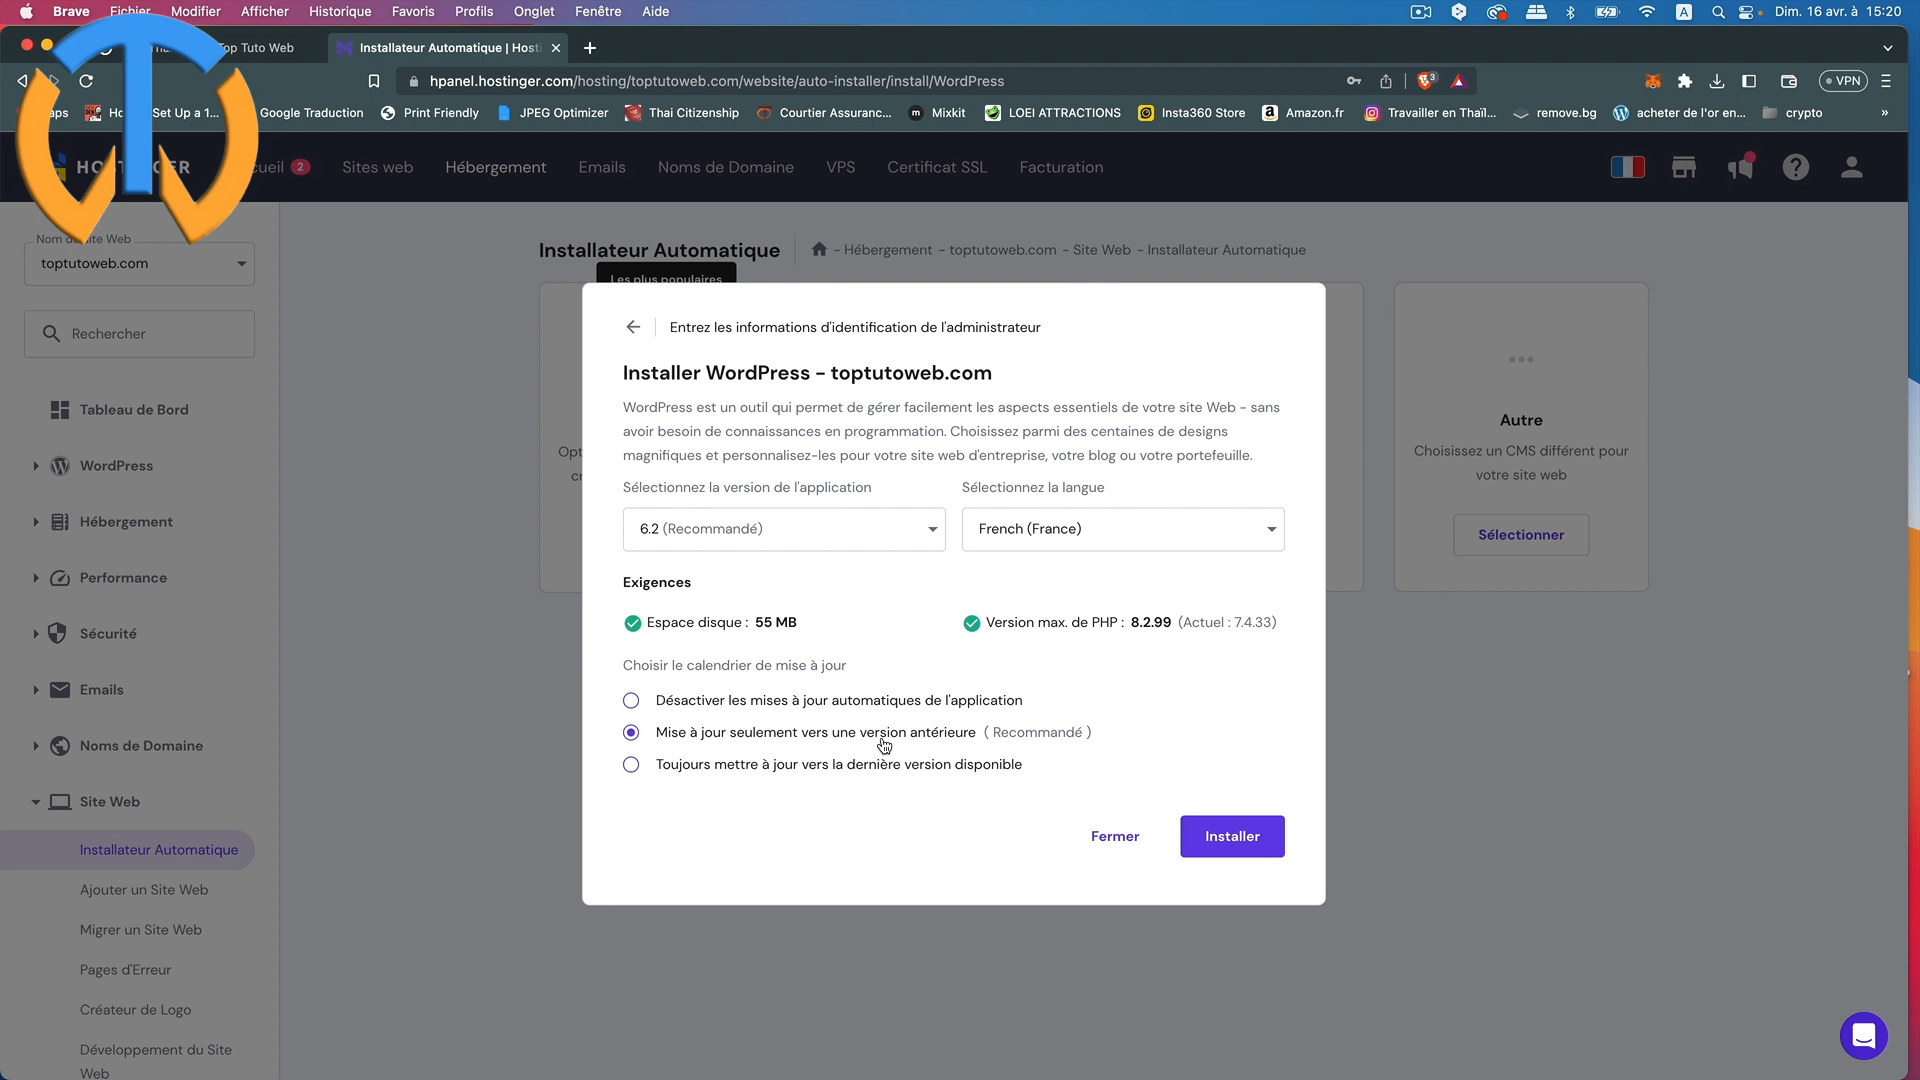 Brave Fichier Modifier Afficher Historique Favoris Profils Onglet Fenêtre Aide
A Dim. 16 avr. à 15:20
Top Tuto Web
Installateur Automatique | Hosti
hpanel.hostinger.com/hosting/toptutoweb.com/website/auto-installer/install/WordPress
3
VPN
Set Up a 1... Google Traduction Print Friendly JPEG Optimizer Thai Citizenship Courtier Assuranc... Mixkit LOEI ATTRACTIONS Insta360 Store Amazon.fr Travailler en Thaïl... remove.bg acheter de l'or en... crypto »
2 Sites web Hébergement Emails Noms de Domaine VPS Certificat SSL Facturation
toptutoweb.com
Rechercher
Tableau de Bord
WordPress
Hébergement
Performance
Sécurité
Emails
Noms de Domaine
Site Web
Installateur Automatique
Ajouter un Site Web
Migrer un Site Web
Pages d'Erreur
Créateur de Logo
Développement du Site
Web
Installateur Automatique
- Hébergement - toptutoweb.com - Site Web - Installateur Automatique
Les plus populaires
Entrez les informations d'identification de l'administrateur
Installer WordPress - toptutoweb.com
WordPress est un outil qui permet de gérer facilement les aspects essentiels de votre site Web - sans
avoir besoin de connaissances en programmation. Choisissez parmi des centaines de designs
magnifiques et personnalisez-les pour votre site web d'entreprise, votre blog ou votre portefeuille.
Sélectionnez la version de l'application
Sélectionnez la langue
6.2 (Recommandé)
French (France)
Exigences
Espace disque : 55 MB
Version max. de PHP : 8.2.99 (Actuel : 7.4.33)
Choisir le calendrier de mise à jour
Désactiver les mises à jour automatiques de l'application
Mise à jour seulement vers une version antérieure ( Recommandé )
Toujours mettre à jour vers la dernière version disponible
Fermer
Installer
Autre
Choisissez un CMS différent pour
votre site web
Sélectionner